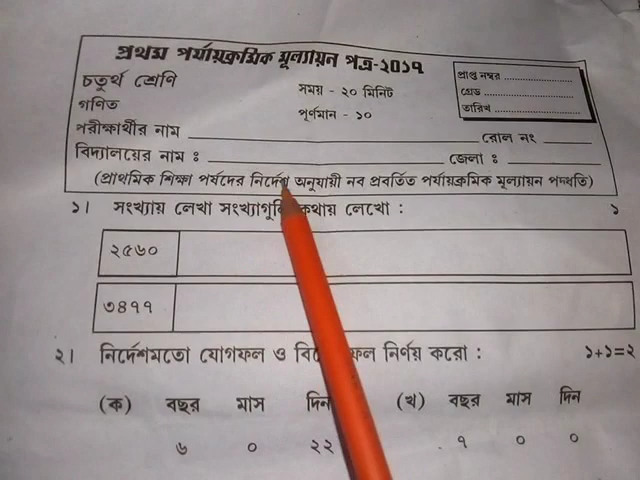 প্রথম পর্যায়ক্রমিক মূল্যায়ন পত্র-২০১৭
চতুর্থ শ্রেণি
সময় - ২০ মিনিট
প্রাপ্ত নম্বর
গণিত
পূর্ণমান - ১০
গ্রেড
তারিখ
পরীক্ষার্থীর নাম
রোল নং
বিদ্যালয়ের নাম :
জেলা :
(প্রাথমিক শিক্ষা পর্ষদের নির্দেশ অনুযায়ী নব প্রবর্তিত পর্যায়ক্রমিক মূল্যায়ন পদ্ধতি)
১। সংখ্যায় লেখা কথায় লেখো : ১
২৫৬০
৩৪৭৭
২। নির্দেশমতো যোগফল ও নির্ণয় করো : ১+১=২
(ক) বছর মাস দিন (খ) বছর মাস দিন
৬ ০ ২২ ৭ ০ ০